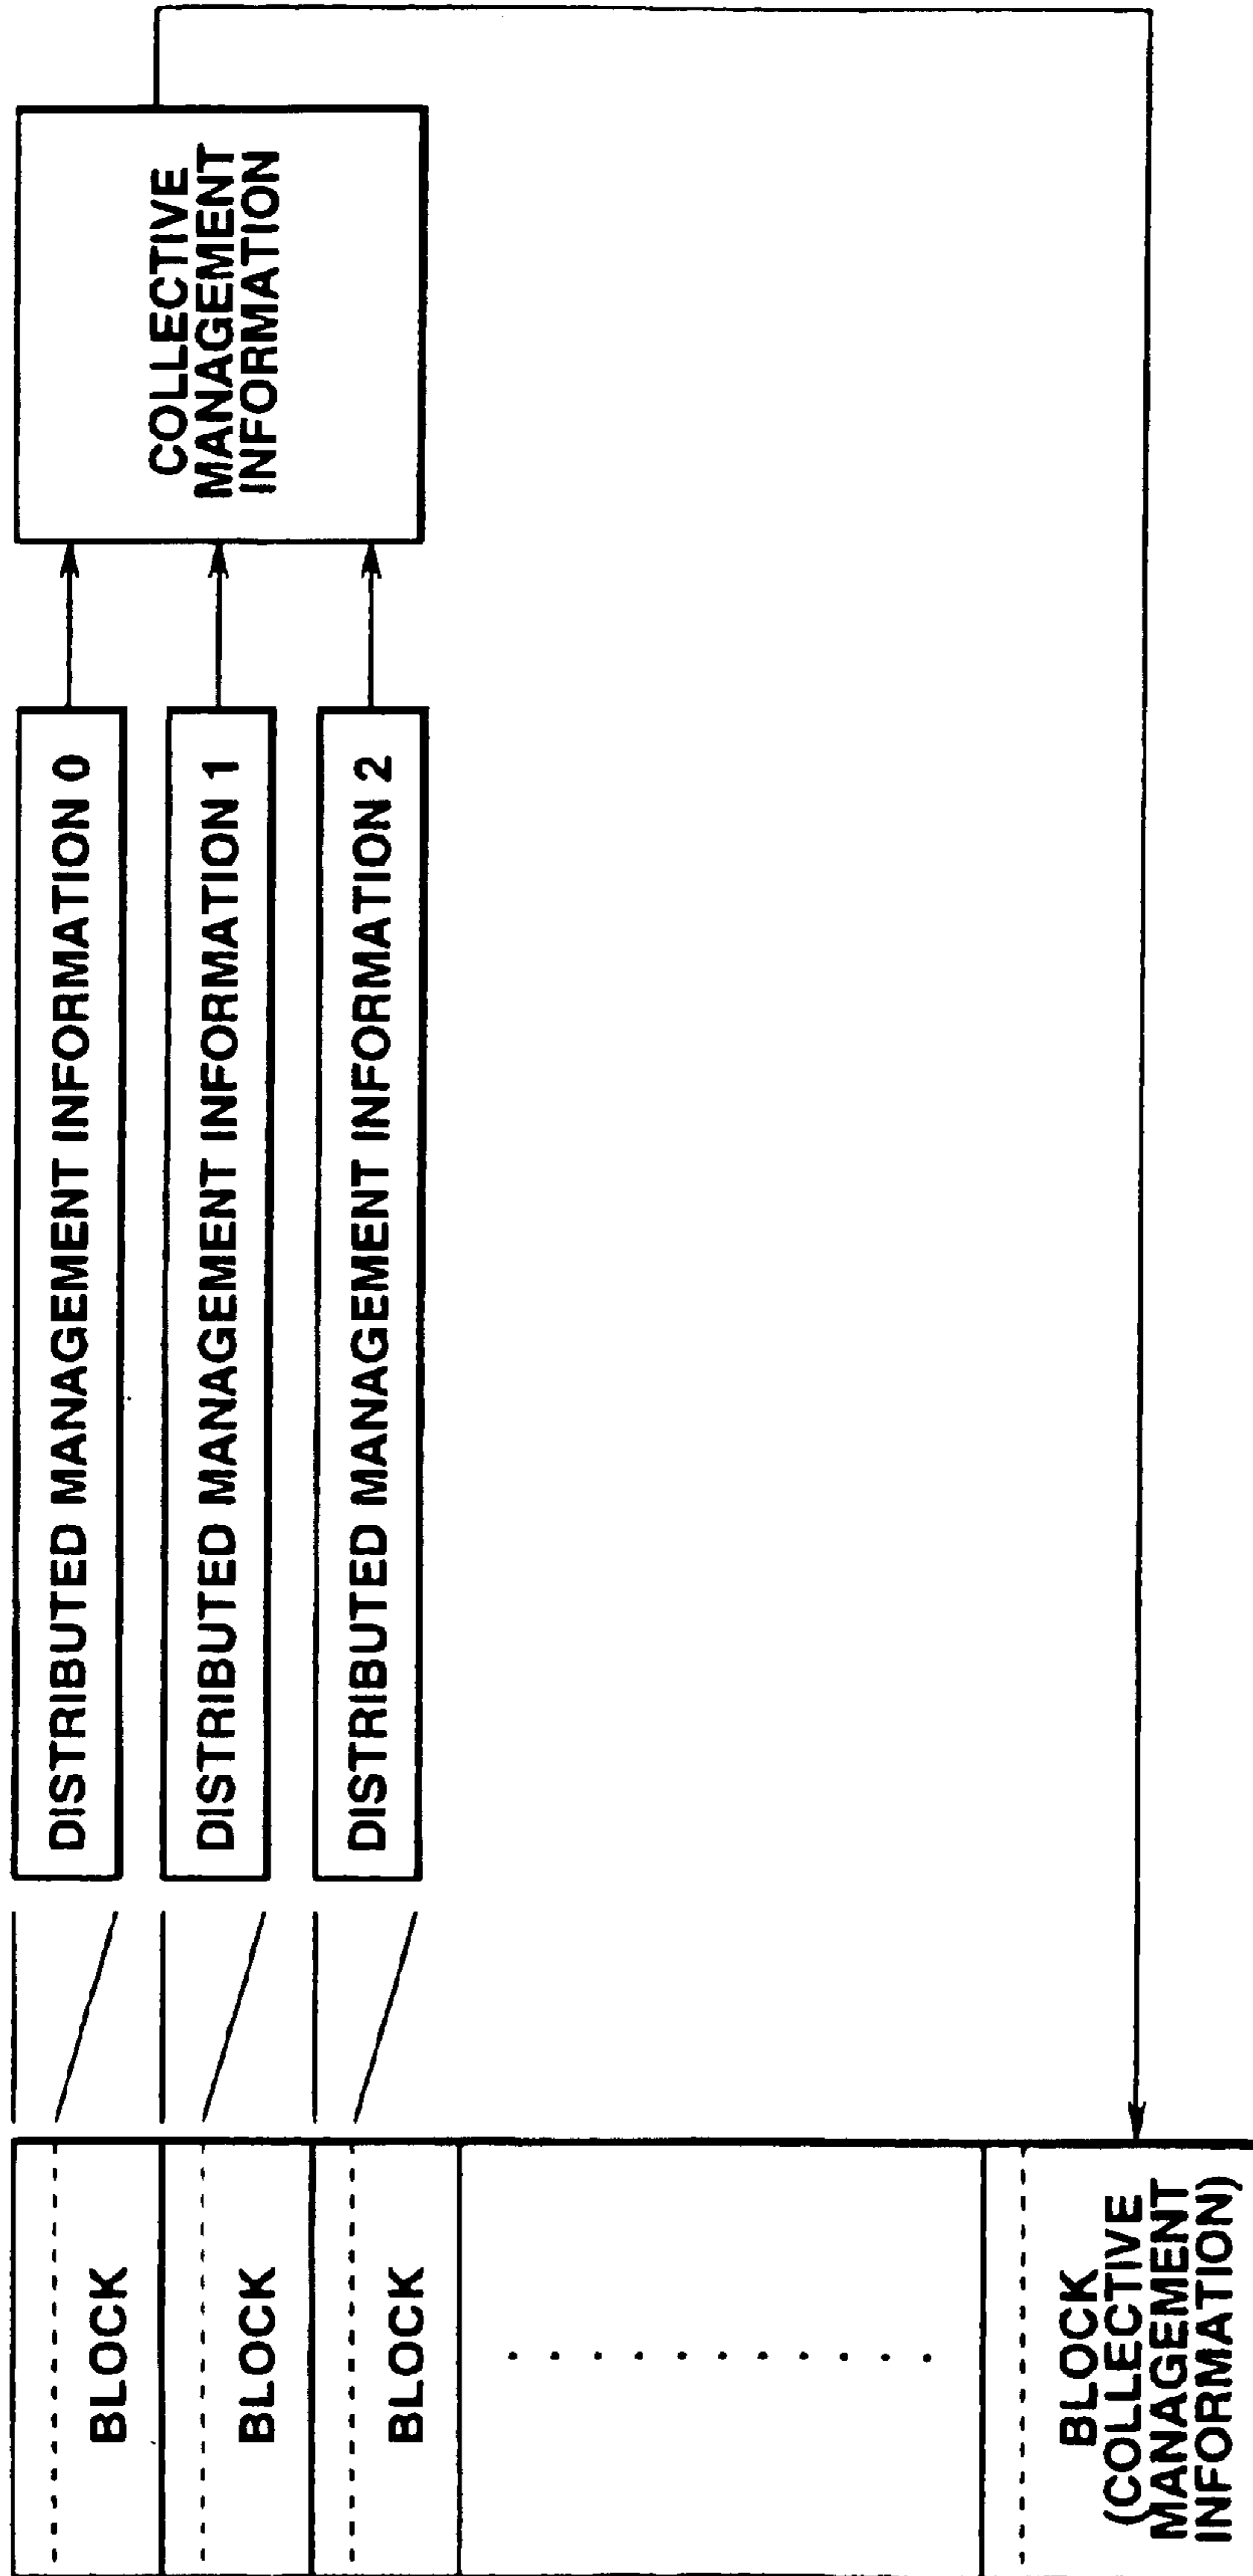 BLOCK
BLOCK
BLOCK
BLOCK
(COLLECTIVE
MANAGEMENT
INFORMATION)
DISTRIBUTED MANAGEMENT INFORMATION 0
DISTRIBUTED MANAGEMENT INFORMATION 1
DISTRIBUTED MANAGEMENT INFORMATION 2
COLLECTIVE
MANAGEMENT
INFORMATION